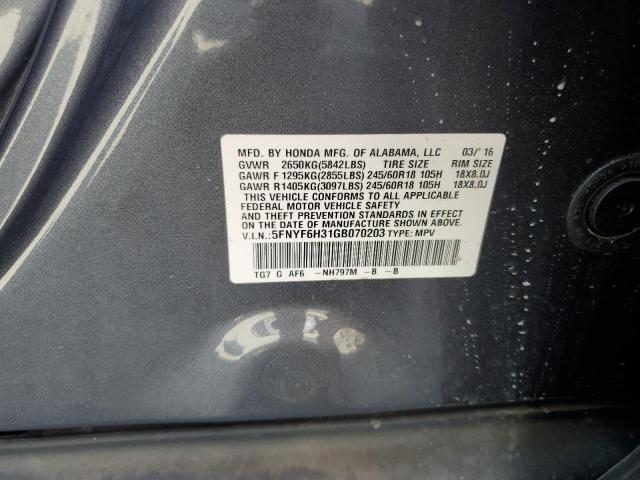 MFD. BY HONDA MFG. OF ALABAMA, LLC 03/'16
GVWR 2650KG(5842LBS) TIRE SIZE RIM SIZE
GAWR F 1295KG(2855LBS) 245/60R18 105H 18X8.0J
GAWR R 1405KG(3097LBS) 245/60R18 105H 18X8.0J
THIS VEHICLE CONFORMS TO ALL APPLICABLE
FEDERAL MOTOR VEHICLE SAFETY
AND THEFT PREVENTION STANDARDS IN EFFECT
ON THE DATE OF MANUFACTURE SHOWN ABOVE.
V.I.N.: 5FNYF6H31GB070203 TYPE: MPV
TG7 G AF6 -NH797M -B -B